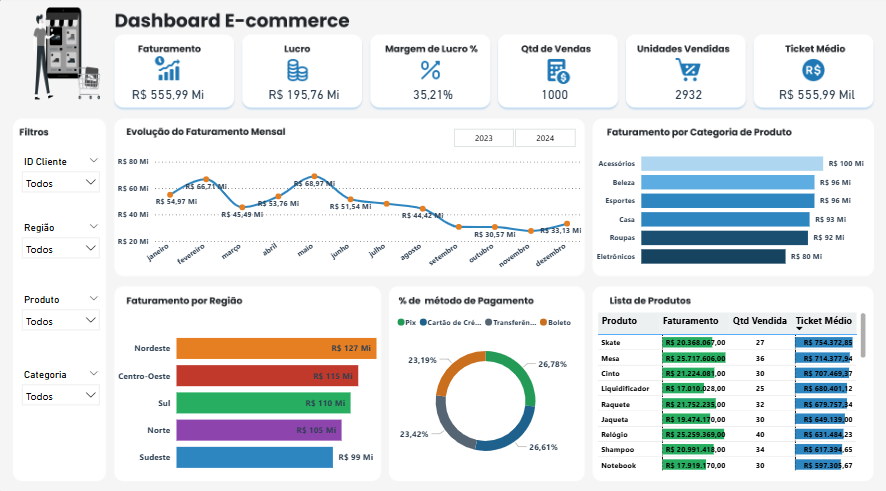 Dashboard E-commerce
Faturamento
R$ 555,99 Mi
Lucro
R$ 195,76 Mi
Margem de Lucro %
35,21%
Qtd de Vendas
1000
Unidades Vendidas
2932
Ticket Médio
R$ 555,99 Mil
Filtros
ID Cliente
Todos
Região
Todos
Produto
Todos
Categoria
Todos
Evolução do Faturamento Mensal
2023 2024
R$ 80 Mi
R$ 60 Mi
R$ 40 Mi
R$ 20 Mi
R$ 54,97 Mi
R$ 66,71 Mi
R$ 45,49 Mi
R$ 53,76 Mi
R$ 68,97 Mi
R$ 51,54 Mi
R$ 44,42 Mi
R$ 30,57 Mi
R$ 33,13 Mi
janeiro
fevereiro
março
abril
maio
junho
julho
agosto
setembro
outubro
novembro
dezembro
Faturamento por Categoria de Produto
Acessórios R$ 100 Mi
Beleza R$ 96 Mi
Esportes R$ 96 Mi
Casa R$ 93 Mi
Roupas R$ 92 Mi
Eletrônicos R$ 80 Mi
Faturamento por Região
Nordeste R$ 127 Mi
Centro-Oeste R$ 115 Mi
Sul R$ 110 Mi
Norte R$ 105 Mi
Sudeste R$ 99 Mi
% de método de Pagamento
Pix Cartão de Cré... Transferên... Boleto
23,19%
26,78%
23,42%
26,61%
Lista de Produtos
Produto Faturamento Qtd Vendida Ticket Médio
Skate R$ 20.368.067,00 27 R$ 754.372,85
Mesa R$ 25.717.606,00 36 R$ 714.377,94
Cinto R$ 21.224.081,00 30 R$ 707.469,37
Liquidificador R$ 17.010.028,00 25 R$ 680.401,12
Raquete R$ 21.752.235,00 32 R$ 679.757,34
Jaqueta R$ 19.474.170,00 30 R$ 649.139,00
Relógio R$ 25.259.369,00 40 R$ 631.484,23
Shampoo R$ 20.991.418,00 34 R$ 617.394,65
Notebook R$ 17.919.170,00 30 R$ 597.305,67